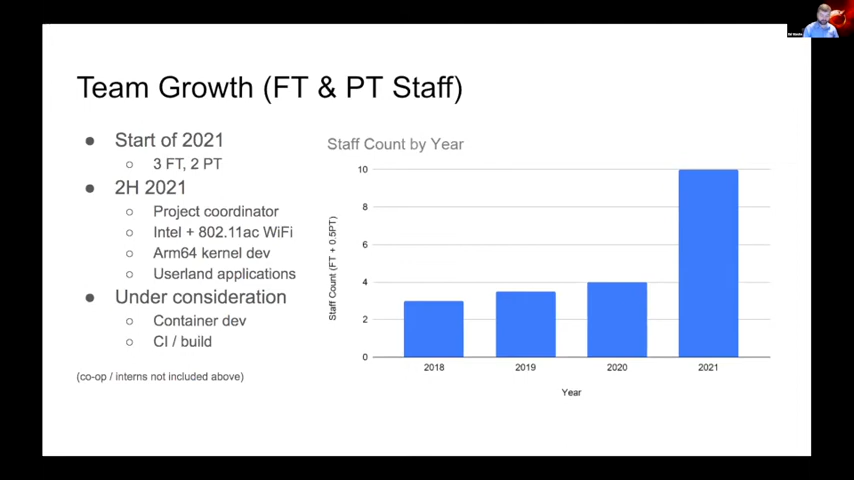 Team Growth (FT & PT Staff)
● Start of 2021
○ 3 FT, 2 PT
● 2H 2021
○ Project coordinator
○ Intel + 802.11ac WiFi
○ Arm64 kernel dev
○ Userland applications
● Under consideration
○ Container dev
○ CI / build
(co-op / interns not included above)
Staff Count by Year
Staff Count (FT + 0.5PT)
10
8
6
4
2
0
2018
2019
2020
2021
Year